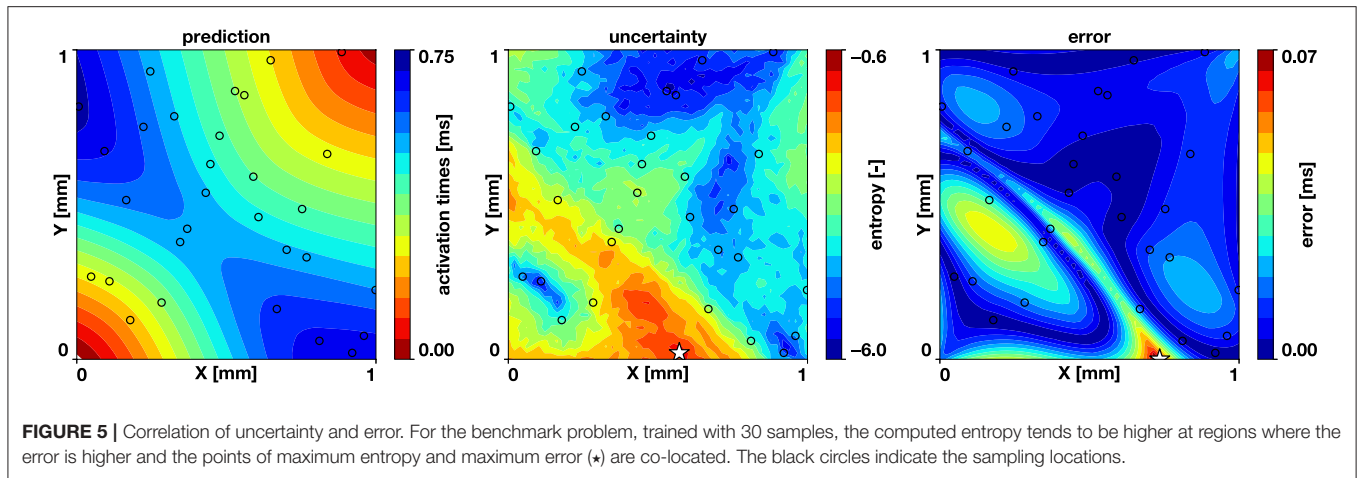 prediction
1
Y [mm]
0
0
X [mm]
1
0.75
activation times [ms]
0.00
uncertainty
1
Y [mm]
0
0
X [mm]
1
−0.6
entropy [-]
−6.0
error
1
Y [mm]
0
0
X [mm]
1
0.07
error [ms]
0.00
FIGURE 5 | Correlation of uncertainty and error. For the benchmark problem, trained with 30 samples, the computed entropy tends to be higher at regions where the
error is higher and the points of maximum entropy and maximum error (⋆) are co-located. The black circles indicate the sampling locations.